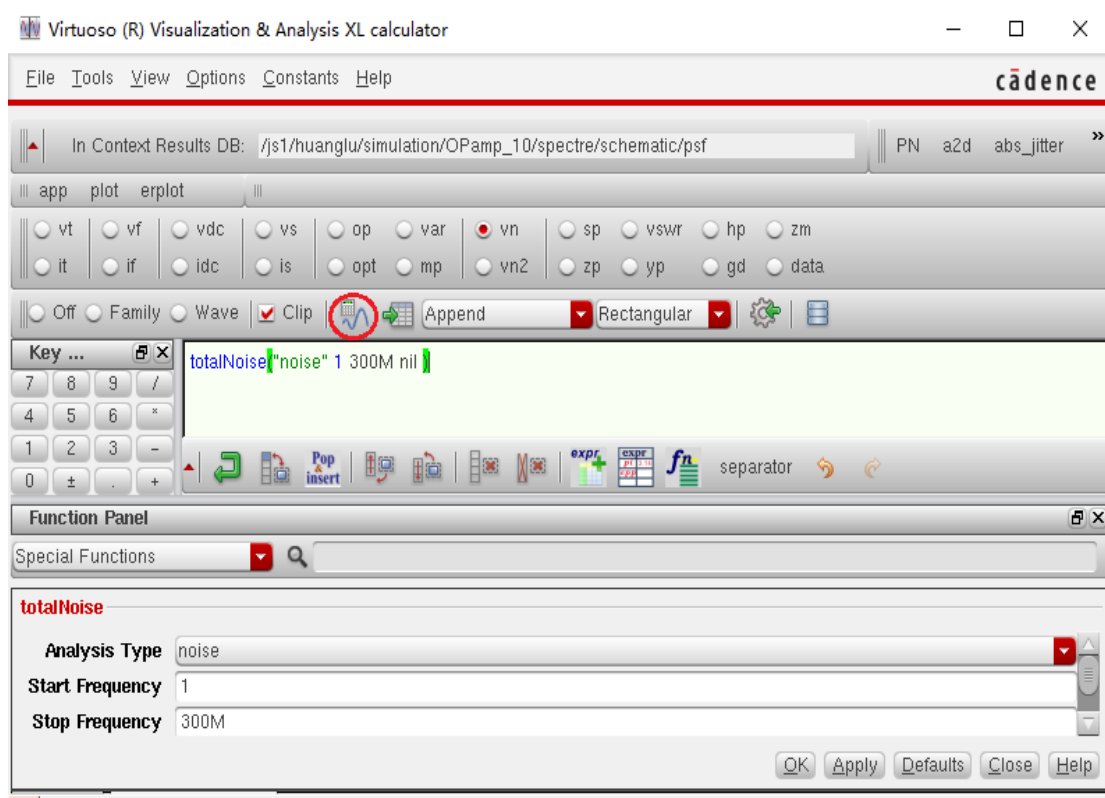 Virtuoso (R) Visualization & Analysis XL calculator
File Tools View Options Constants Help cādence
In Context Results DB: /js1/huanglu/simulation/OPamp_10/spectre/schematic/psf PN a2d abs_jitter »
app plot erplot
vt vf vdc vs op var vn sp vswr hp zm
it if idc is opt mp vn2 zp yp gd data
Off Family Wave Clip Append Rectangular
Key ...
totalNoise("noise" 1 300M nil )
7 8 9 /
4 5 6 *
1 2 3 -
0 ± . +
Pop & insert expr expr fn separator
Function Panel
Special Functions
totalNoise
Analysis Type noise
Start Frequency 1
Stop Frequency 300M
OK Apply Defaults Close Help